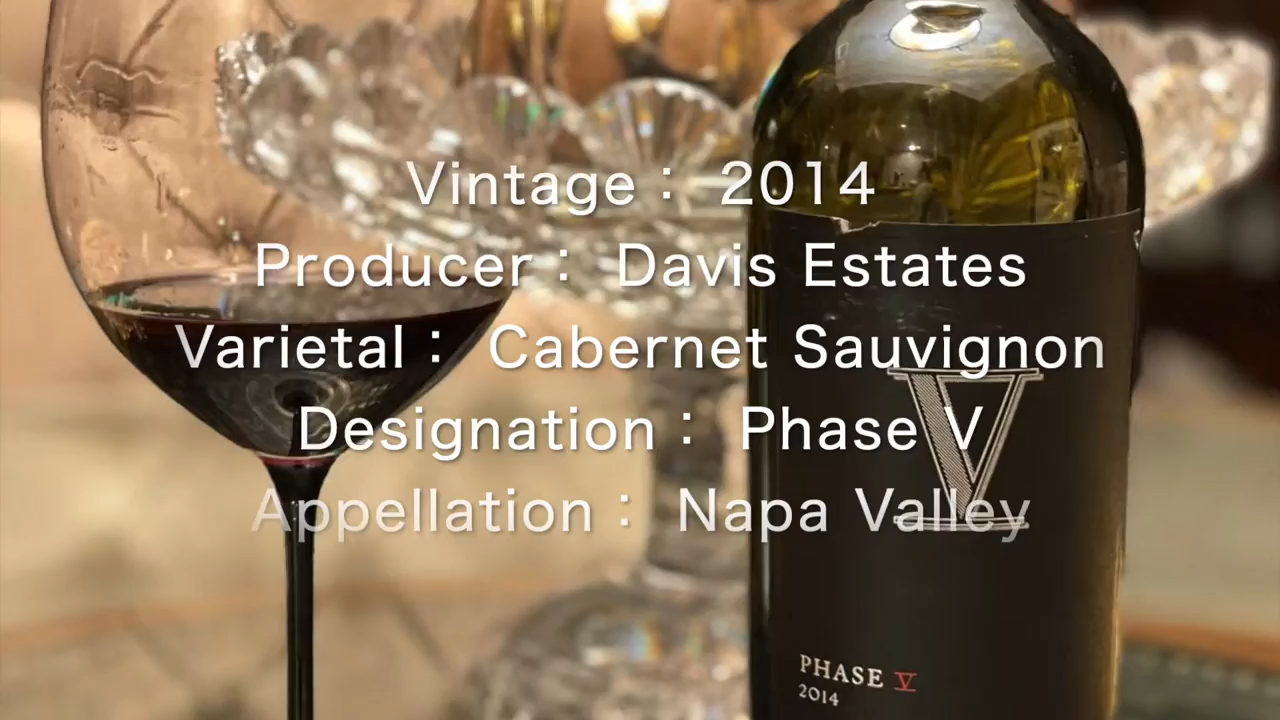 Vintage： 2014
Producer： Davis Estates
Varietal： Cabernet Sauvignon
Designation： Phase V
Appellation： Napa Valley
V
PHASE V
2014